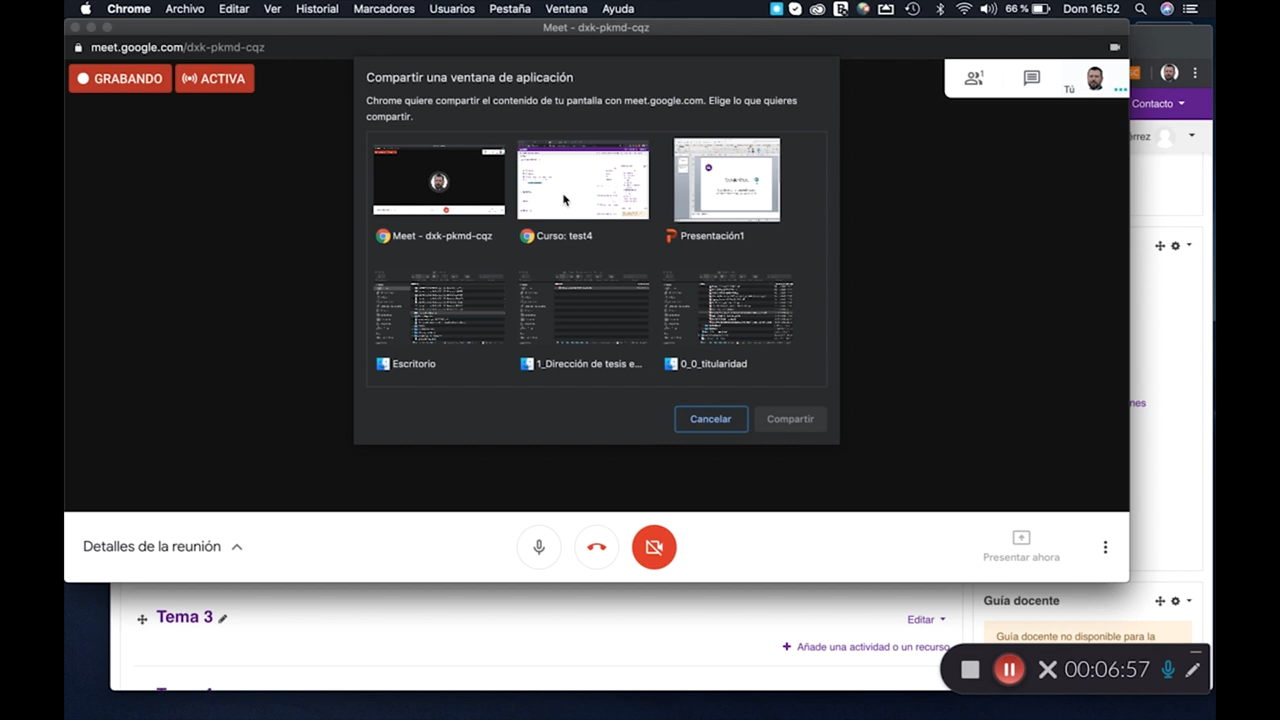 Chrome Archivo Editar Ver Historial Marcadores Usuarios Pestaña Ventana Ayuda 66 % Dom 16:52
Meet - dxk-pkmd-cqz
meet.google.com/dxk-pkmd-cqz
GRABANDO
ACTIVA
Compartir una ventana de aplicación
Chrome quiere compartir el contenido de tu pantalla con meet.google.com. Elige lo que quieres
compartir.
1
Tú
Contacto
érrez
Meet - dxk-pkmd-cqz
Curso: test4
Presentación1
Escritorio
1_Dirección de tesis e...
0_0_titularidad
Cancelar
Compartir
nes
Detalles de la reunión
Presentar ahora
Tema 3
Editar
Añade una actividad o un recurso
Guía docente
Guía docente no disponible para la
00:06:57